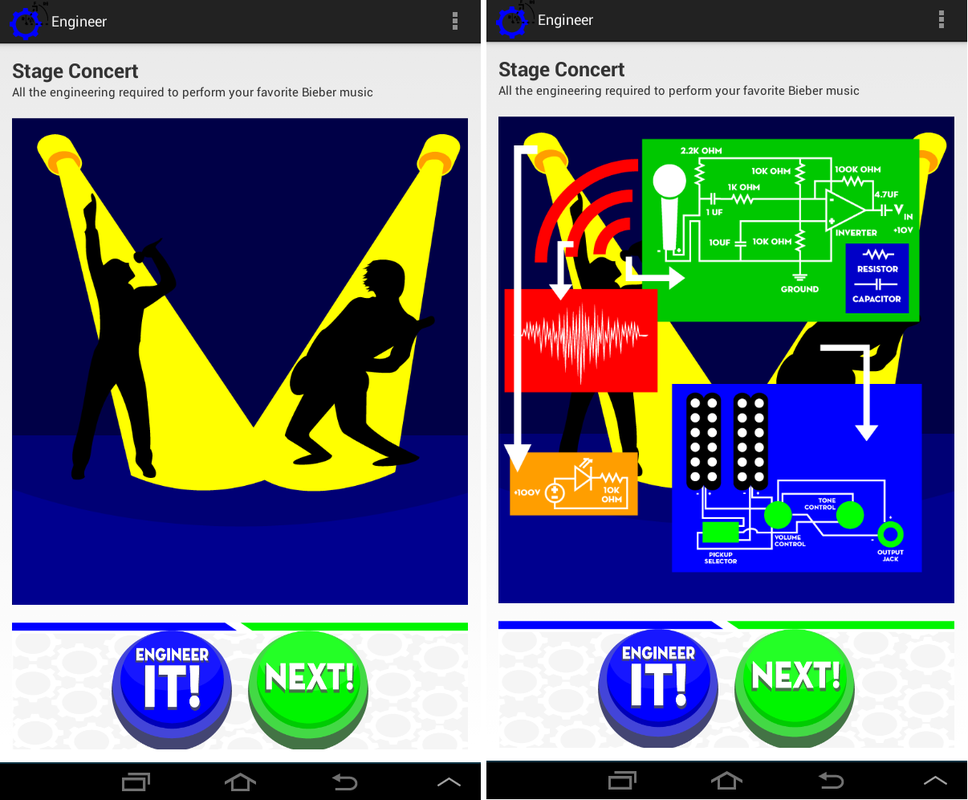 Engineer
Stage Concert
All the engineering required to perform your favorite Bieber music
ENGINEER
IT!
NEXT!
Engineer
Stage Concert
All the engineering required to perform your favorite Bieber music
2.2K OHM
10K OHM
100K OHM
1K OHM
4.7UF
1 UF
V IN
+10V
INVERTER
10UF
10K OHM
GROUND
RESISTOR
CAPACITOR
+100V
10K
OHM
TONE
CONTROL
VOLUME
CONTROL
PICKUP
SELECTOR
OUTPUT
JACK
ENGINEER
IT!
NEXT!